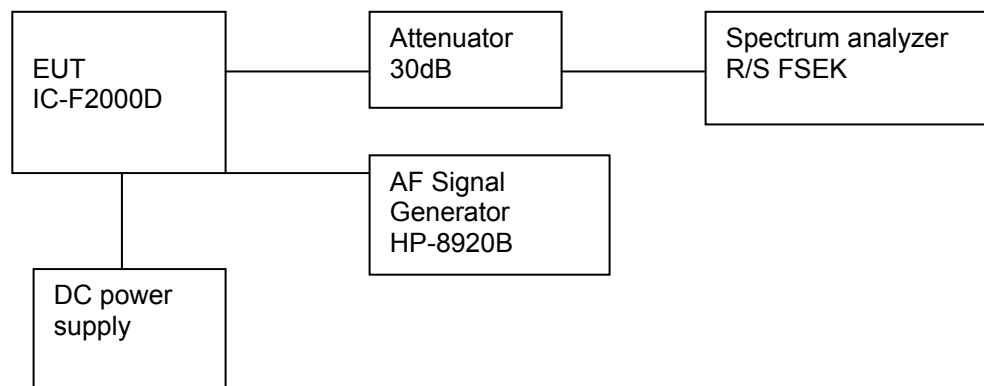 EUT
IC-F2000D
Attenuator
30dB
Spectrum analyzer
R/S FSEK
AF Signal
Generator
HP-8920B
DC power
supply